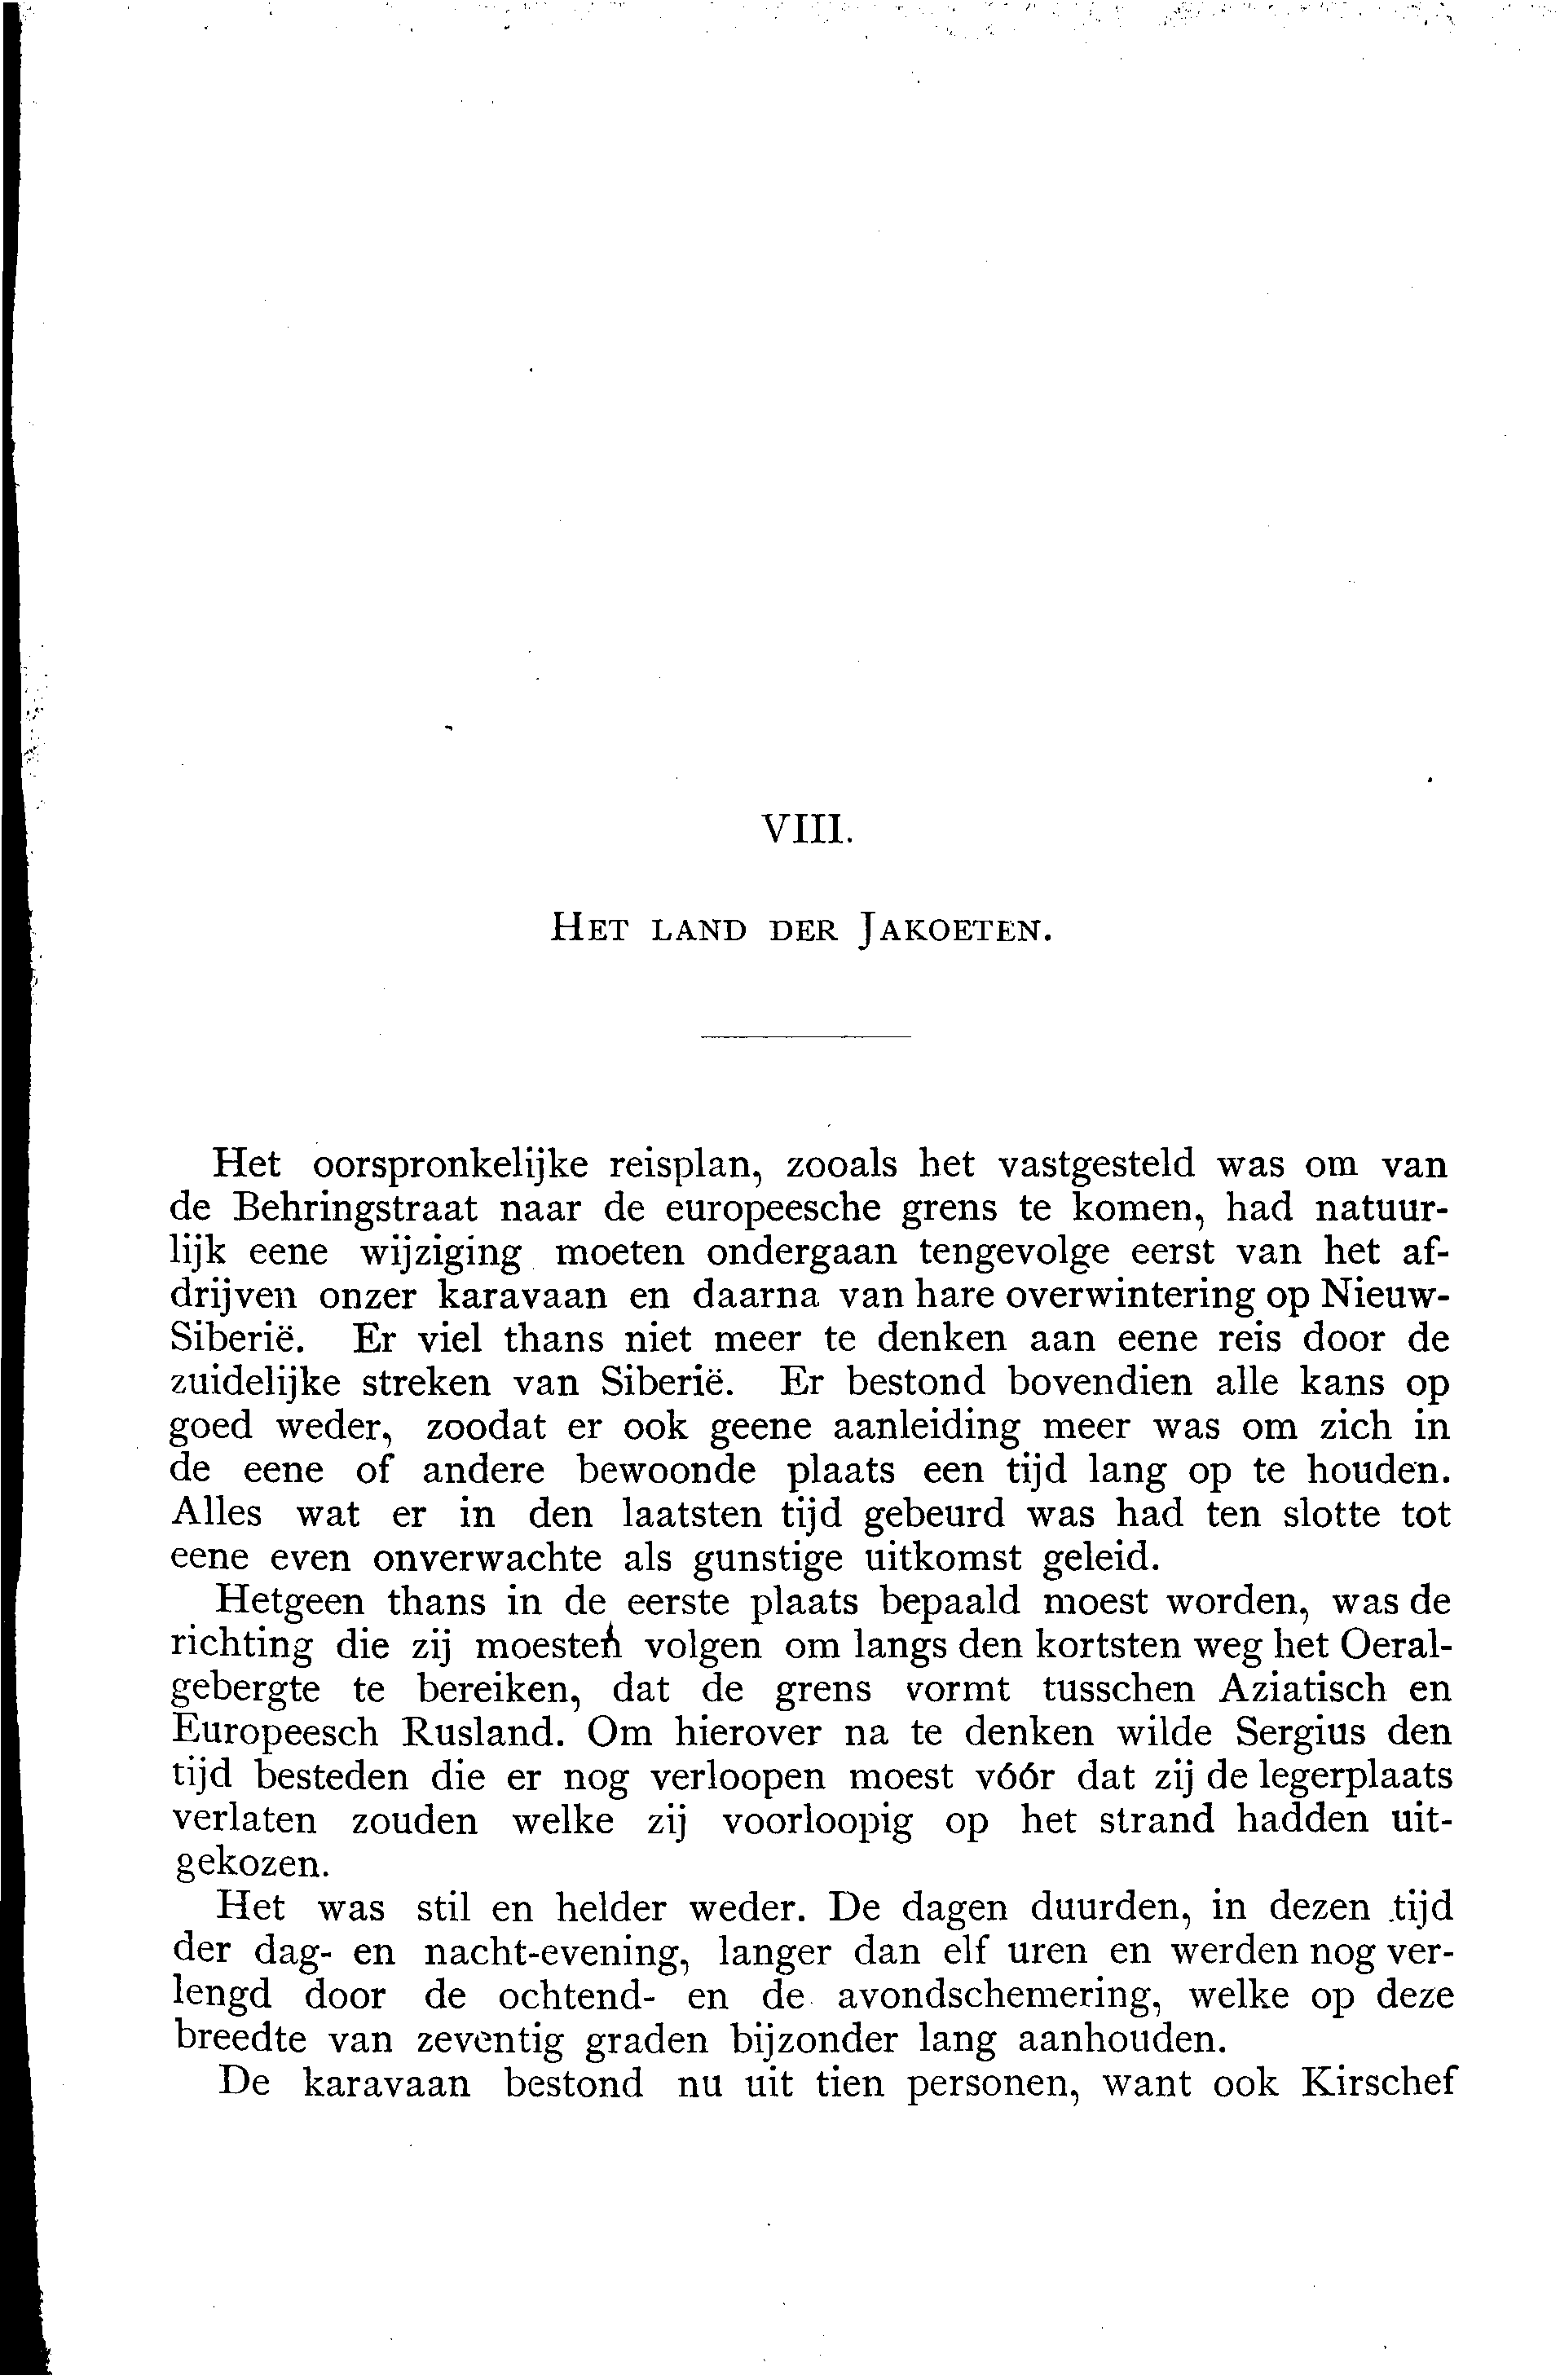 VIII.
HET LAND DER JAKOETEN.
Het oorspronkelijke reisplan, zooals het vastgesteld was om van
de Behringstraat naar de europeesche grens te komen, had natuur-
lijk eene wijziging moeten ondergaan tengevolge eerst van het af-
drijven onzer karavaan en daarna van hare overwintering op Nieuw-
Siberië. Er viel thans niet meer te denken aan eene reis door de
zuidelijke streken van Siberië. Er bestond bovendien alle kans op
goed weder, zoodat er ook geene aanleiding meer was om zich in
de eene of andere bewoonde plaats een tijd lang op te houden.
Alles wat er in den laatsten tijd gebeurd was had ten slotte tot
eene even onverwachte als gunstige uitkomst geleid.
Hetgeen thans in de eerste plaats bepaald moest worden, was de
richting die zij moesten volgen om langs den kortsten weg het Oeral-
gebergte te bereiken, dat de grens vormt tusschen Aziatisch en
Europeesch Rusland. Om hierover na te denken wilde Sergius den
tijd besteden die er nog verloopen moest vóór dat zij de legerplaats
verlaten zouden welke zij voorloopig op het strand hadden uit-
gekozen.
Het was stil en helder weder. De dagen duurden, in dezen tijd
der dag- en nacht-evening, langer dan elf uren en werden nog ver-
lengd door de ochtend- en de avondschemering, welke op deze
breedte van zeventig graden bijzonder lang aanhouden.
De karavaan bestond nu uit tien personen, want ook Kirschef